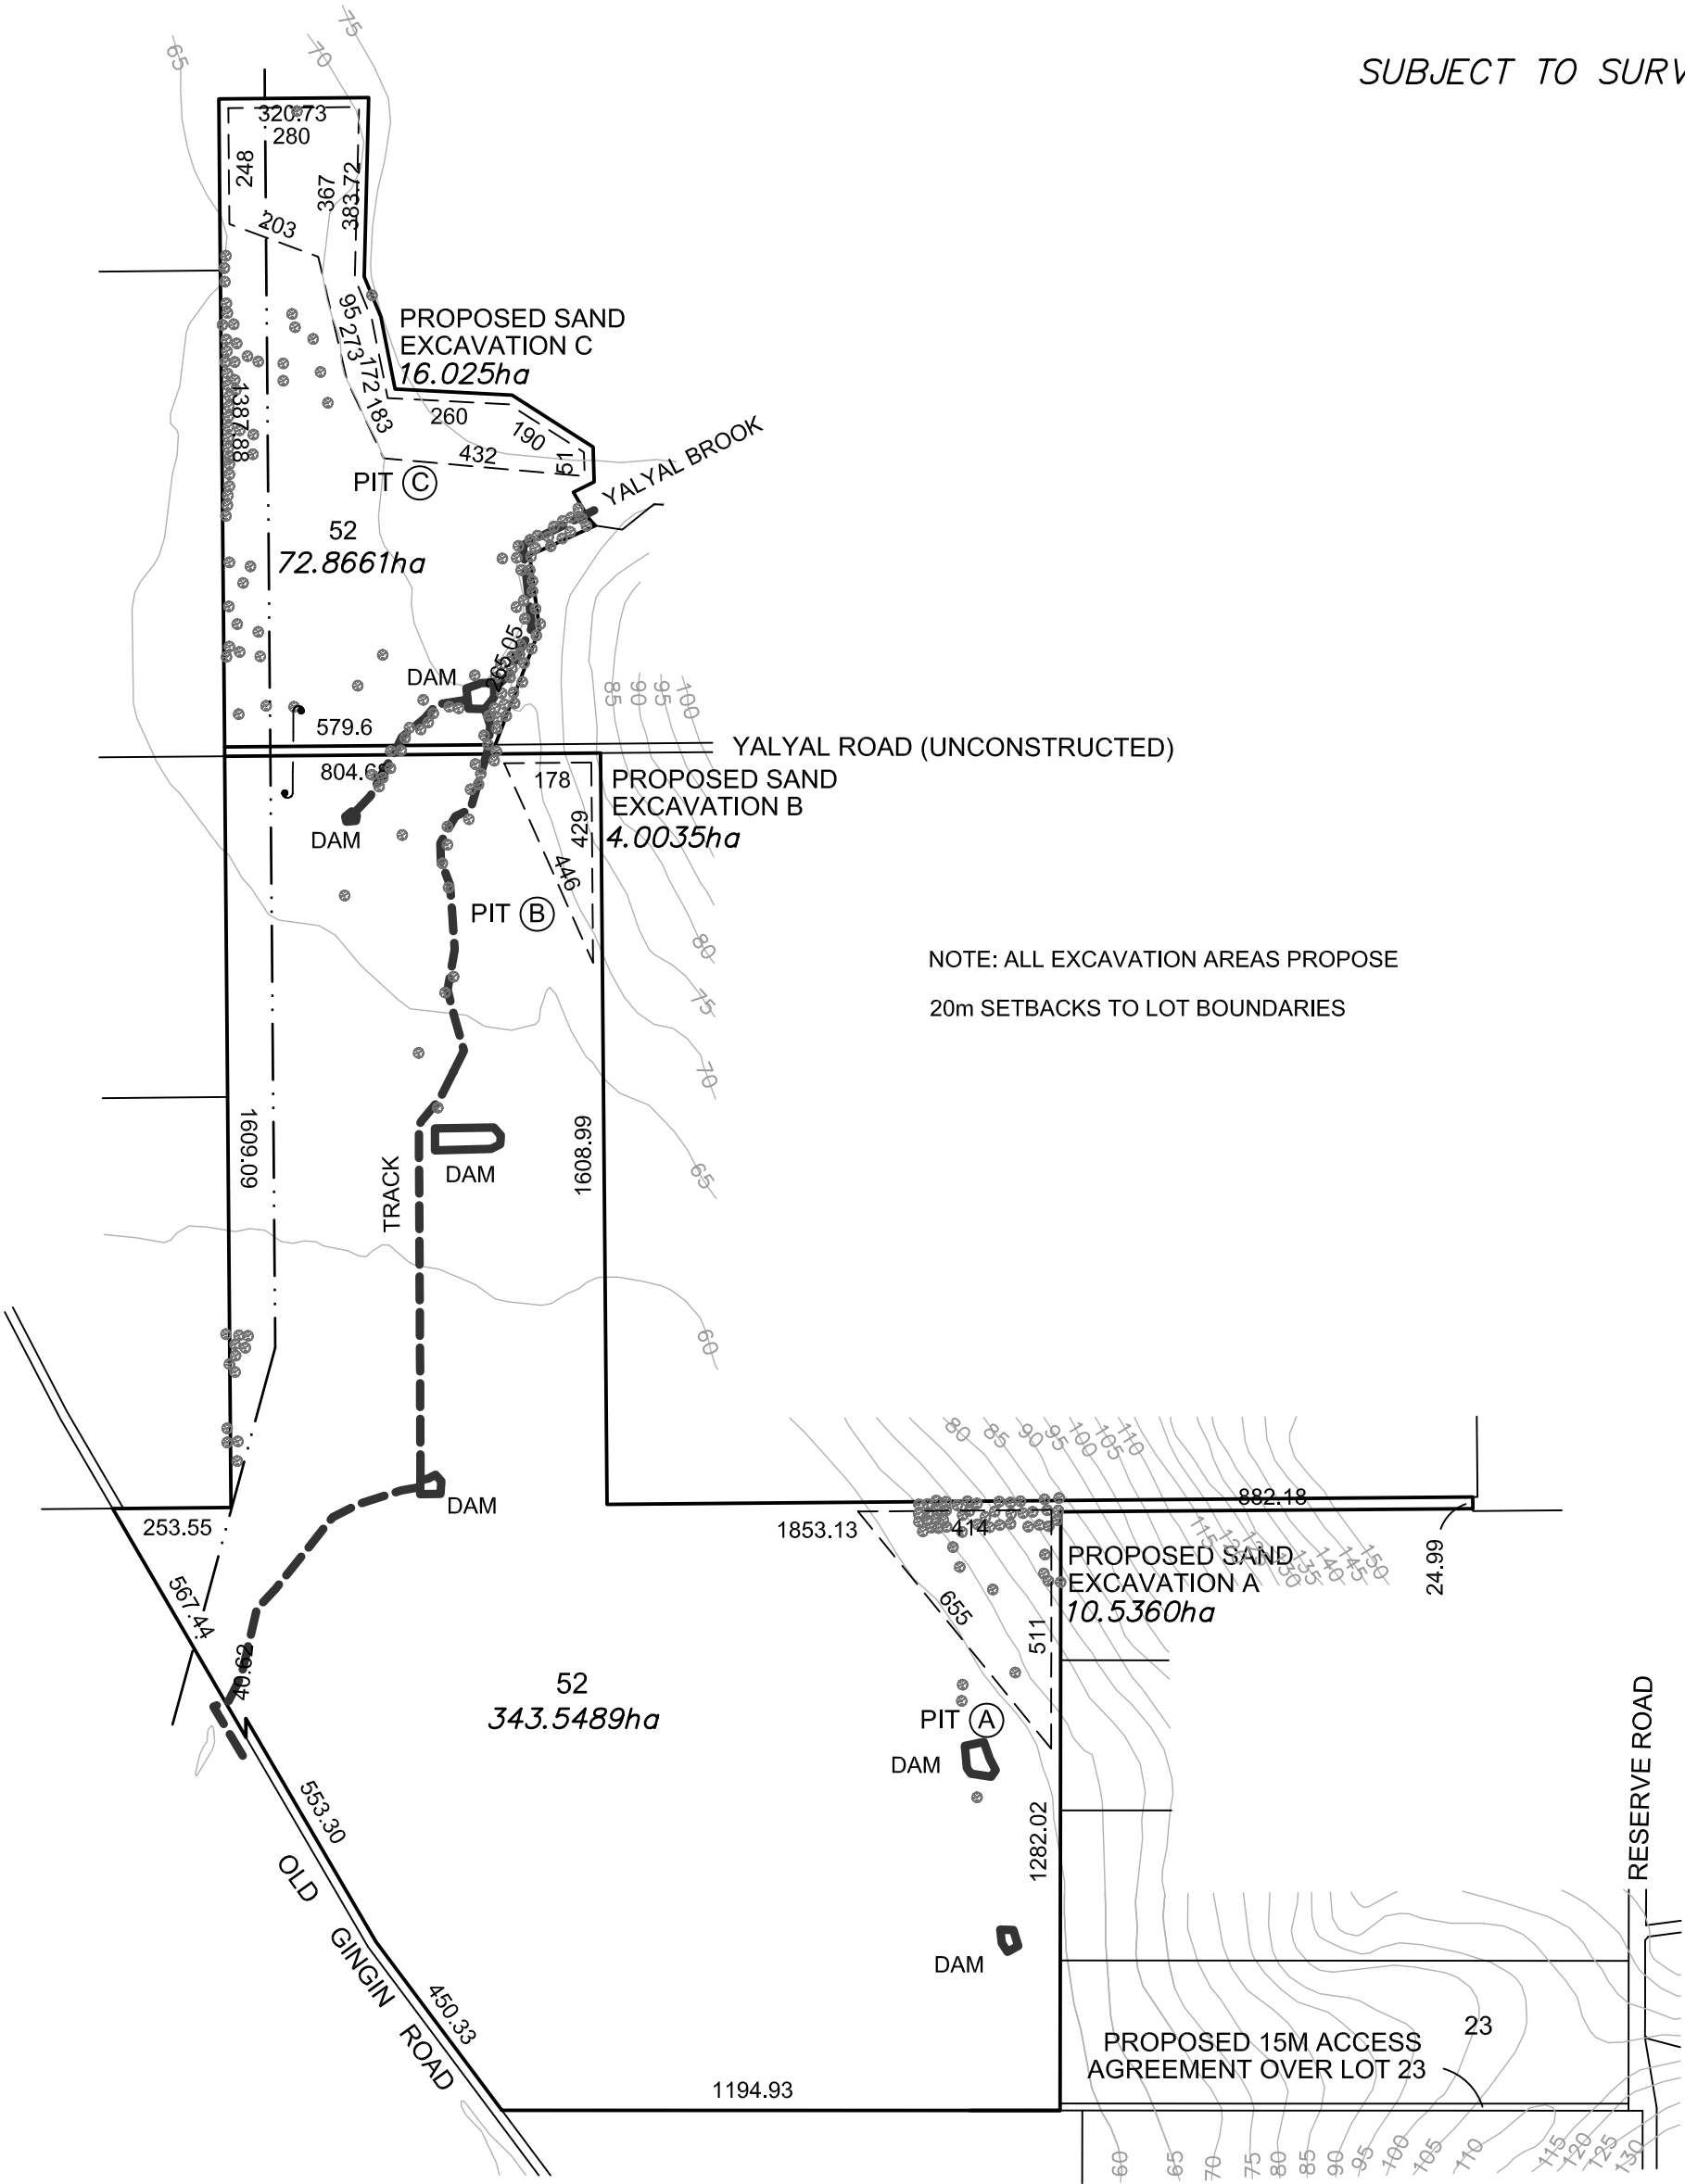 75
70
65
SUBJECT TO SURV
320.73
280
248
367
383.72
203
95
273
172
183
PROPOSED SAND
EXCAVATION C
16.025ha
1387.88
260
190
432
51
YALYAL BROOK
PIT C
52
72.8661ha
265.05
DAM
85
90
95
100
579.6
YALYAL ROAD (UNCONSTRUCTED)
804.68
178
PROPOSED SAND
EXCAVATION B
4.0035ha
DAM
429
446
PIT B
80
NOTE: ALL EXCAVATION AREAS PROPOSE
20m SETBACKS TO LOT BOUNDARIES
75
70
1609.09
TRACK
DAM
1608.99
65
60
80
85
90
95
100
105
110
DAM
882.18
253.55
1853.13
414
PROPOSED SAND
EXCAVATION A
10.5360ha
115
130
135
140
145
150
24.99
567.44
655
511
40.62
52
343.5489ha
PIT A
DAM
RESERVE ROAD
553.30
1282.02
OLD GINGIN ROAD
DAM
450.33
PROPOSED 15M ACCESS
AGREEMENT OVER LOT 23
23
1194.93
60
65
70
75
80
85
90
95
100
105
110
115
120
125
130